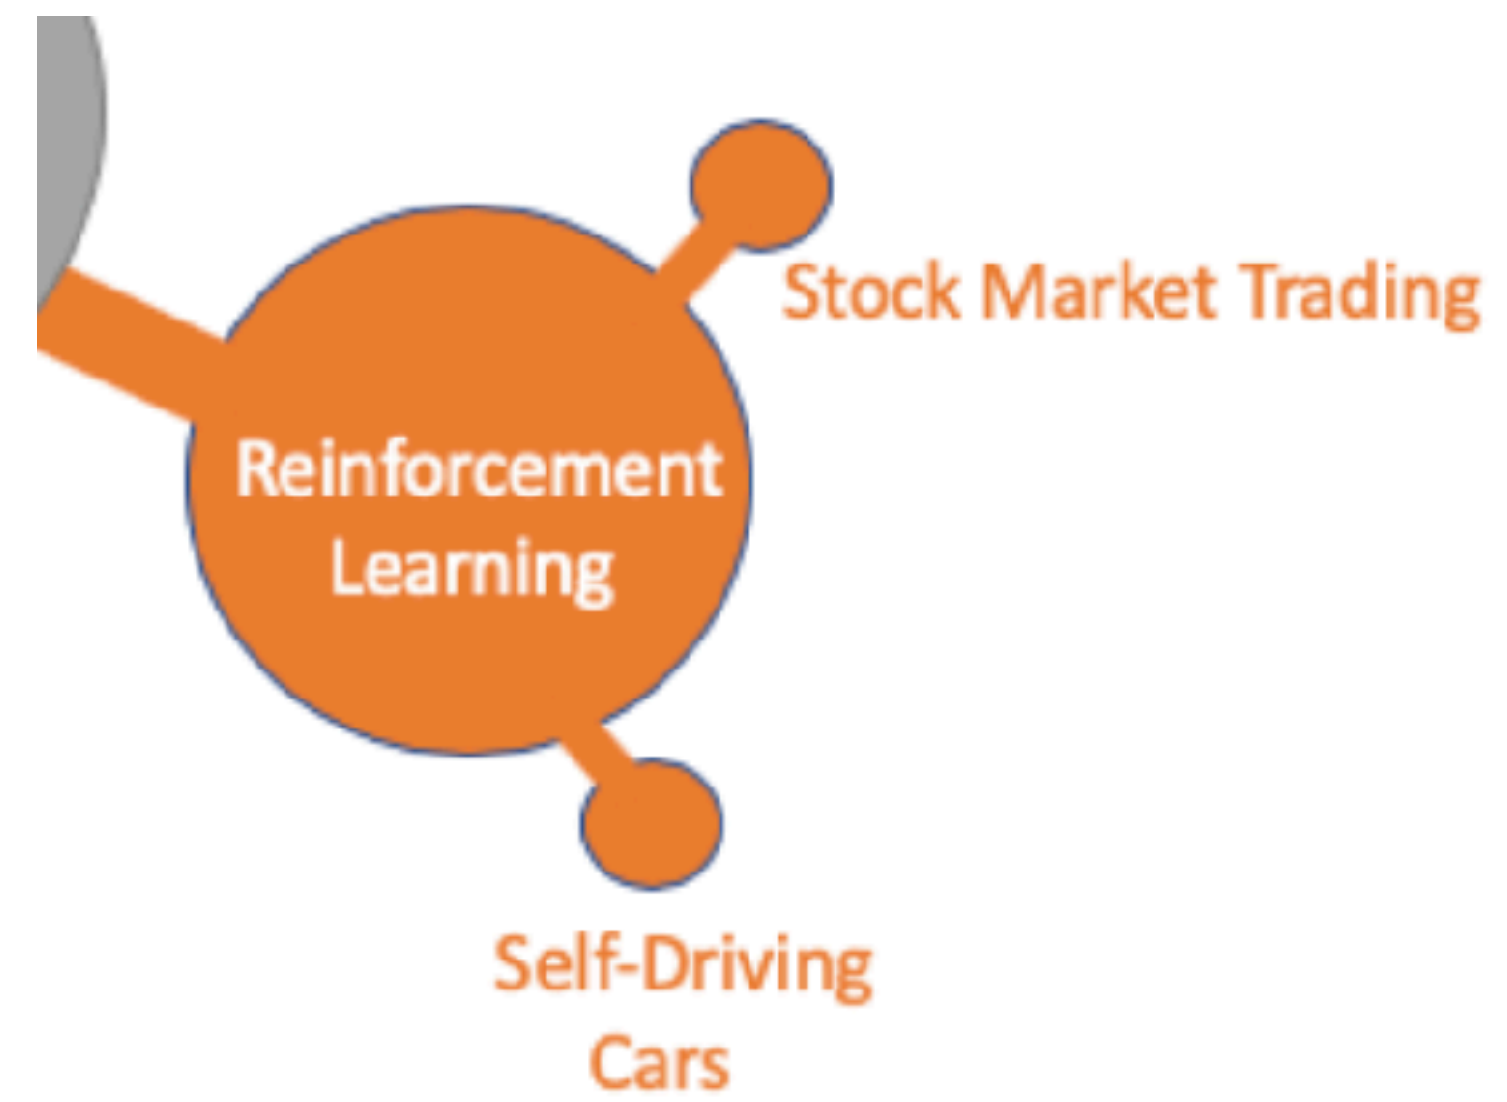 Stock Market Trading
Reinforcement
Learning
Self-Driving
Cars